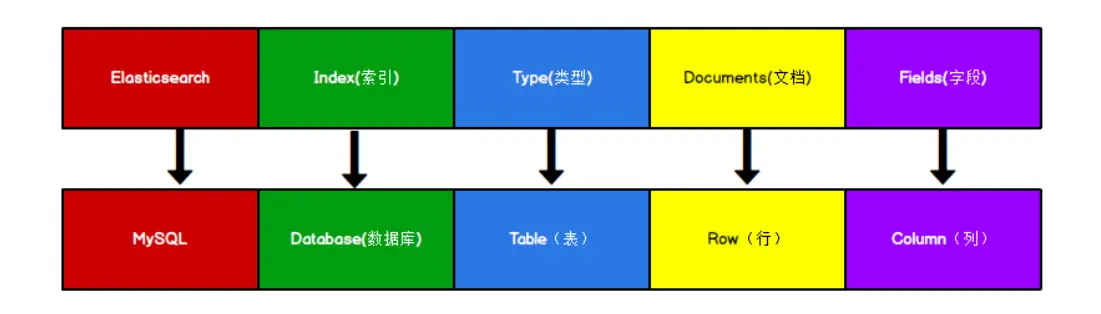 Elasticsearch
Index(索引)
Type(类型)
Documents(文档)
Fields(字段)
MySQL
Database(数据库)
Table（表）
Row（行）
Column（列）